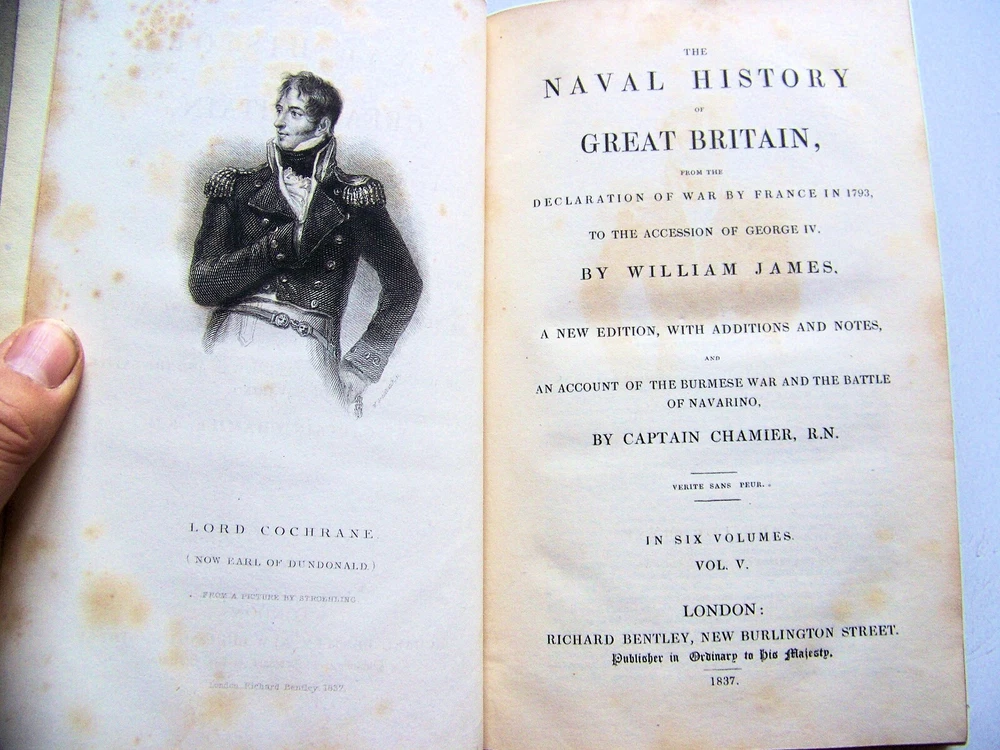 LORD COCHRANE
(NOW EARL OF DUNDONALD.)
FROM A PICTURE BY STROEHLING
London, Richard Bentley 1837.
THE
NAVAL HISTORY
OF
GREAT BRITAIN,
FROM THE
DECLARATION OF WAR BY FRANCE IN 1793,
TO THE ACCESSION OF GEORGE IV.
BY WILLIAM JAMES.
A NEW EDITION, WITH ADDITIONS AND NOTES,
AND
AN ACCOUNT OF THE BURMESE WAR AND THE BATTLE
OF NAVARINO,
BY CAPTAIN CHAMIER, R.N.
VERITE SANS PEUR.
IN SIX VOLUMES.
VOL. V.
LONDON:
RICHARD BENTLEY, NEW BURLINGTON STREET.
Publisher in Ordinary to His Majesty.
1837.